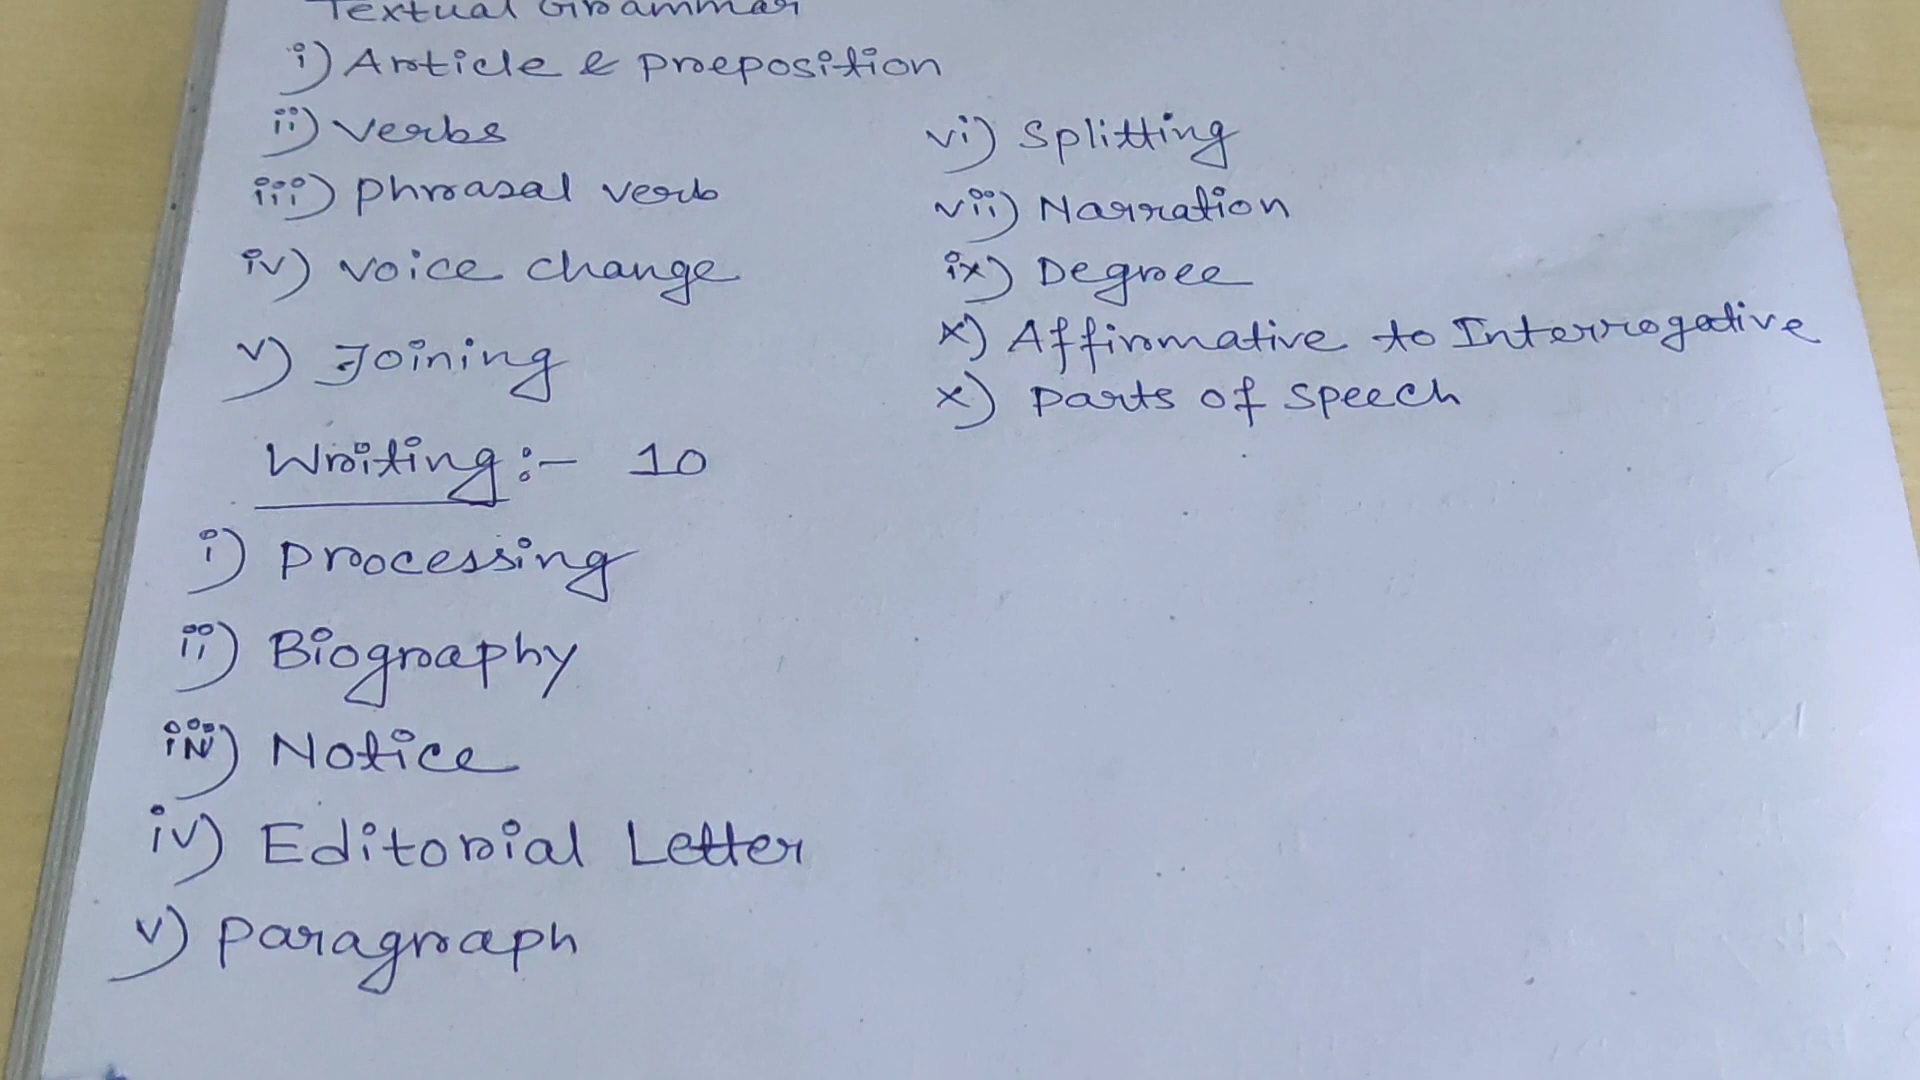 Textual Grammar
i) Article & preposition
ii) verbs
iii) phrasal verb
iv) voice change
v) Joining
vi) Splitting
vii) Narration
ix) Degree
x) Affirmative to Interrogative
x) parts of speech
Writing :- 10
i) processing
ii) Biography
iii) Notice
iv) Editorial Letter
v) paragraph